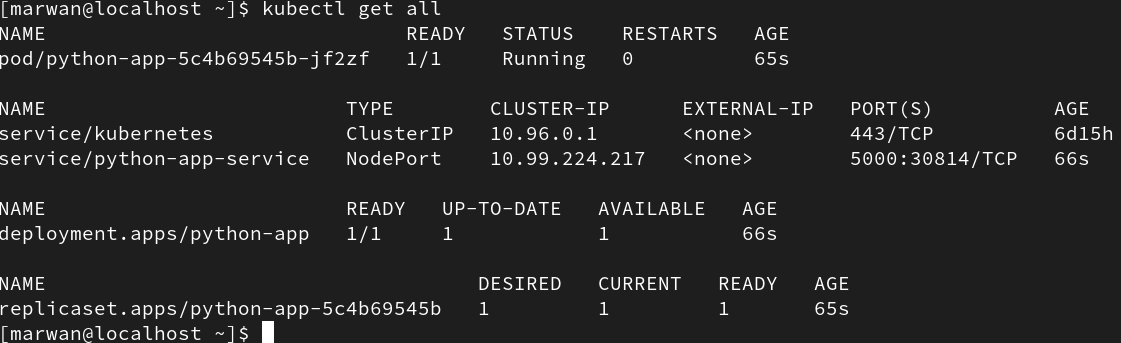 [marwan@localhost ~]$ kubectl get all
NAME                              READY   STATUS    RESTARTS   AGE
pod/python-app-5c4b69545b-jf2zf   1/1     Running   0          65s

NAME                         TYPE        CLUSTER-IP      EXTERNAL-IP   PORT(S)          AGE
service/kubernetes           ClusterIP   10.96.0.1       <none>        443/TCP          6d15h
service/python-app-service   NodePort    10.99.224.217   <none>        5000:30814/TCP   66s

NAME                         READY   UP-TO-DATE   AVAILABLE   AGE
deployment.apps/python-app   1/1     1            1           66s

NAME                                    DESIRED   CURRENT   READY   AGE
replicaset.apps/python-app-5c4b69545b   1         1         1       65s
[marwan@localhost ~]$